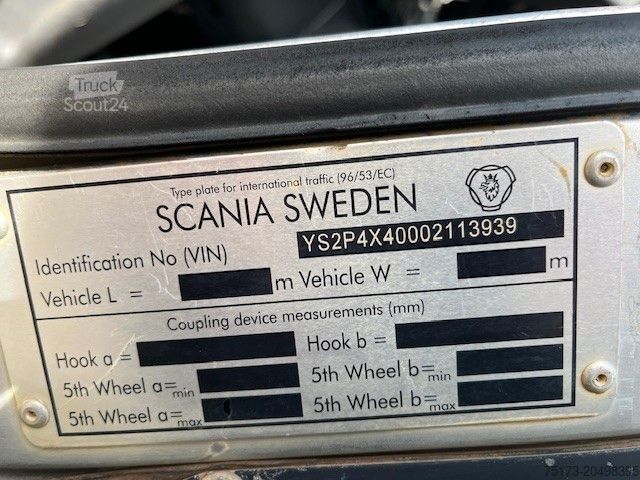 Truck
Scout24
Type plate for international traffic (96/53/EC)
SCANIA SWEDEN
Identification No (VIN) YS2P4X40002113939
Vehicle L = m Vehicle W = m
Coupling device measurements (mm)
Hook a = Hook b =
5th Wheel a=min 5th Wheel b=min
5th Wheel a=max 5th Wheel b=max